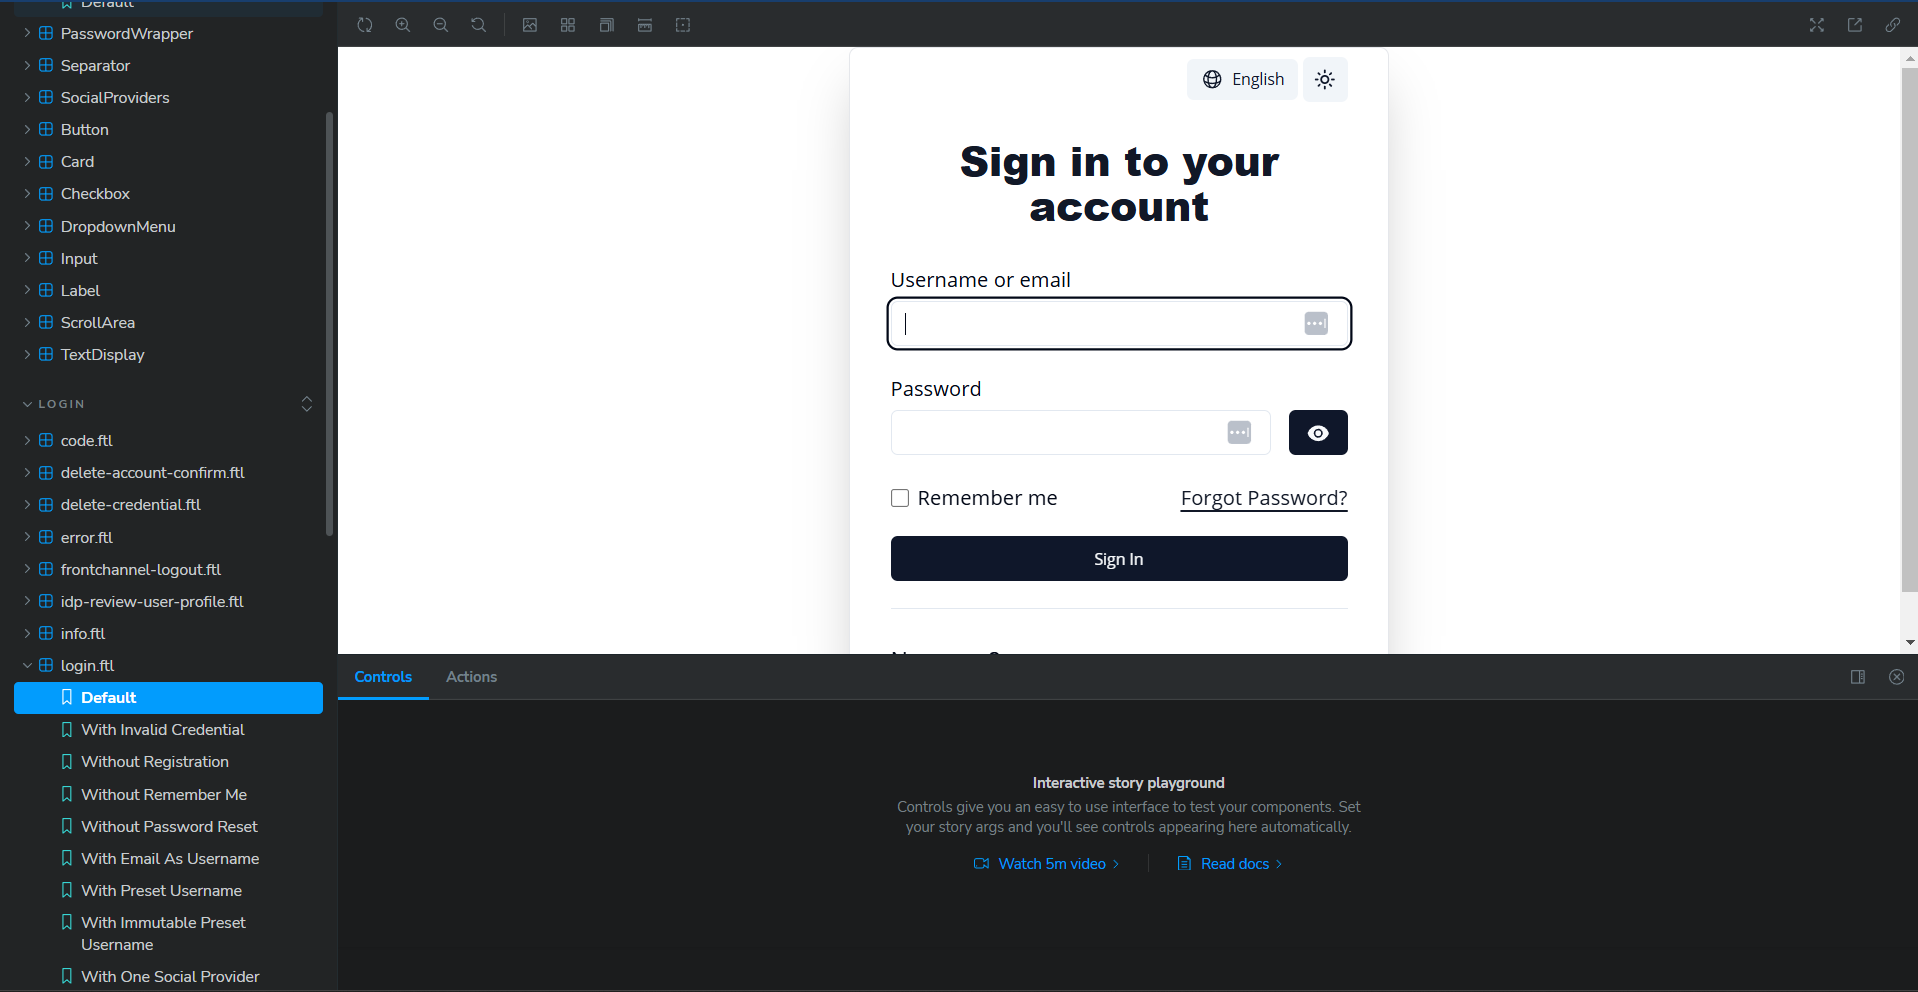 Default
PasswordWrapper
Separator
SocialProviders
Button
Card
Checkbox
DropdownMenu
Input
Label
ScrollArea
TextDisplay
LOGIN
code.ftl
delete-account-confirm.ftl
delete-credential.ftl
error.ftl
frontchannel-logout.ftl
idp-review-user-profile.ftl
info.ftl
login.ftl
Default
With Invalid Credential
Without Registration
Without Remember Me
Without Password Reset
With Email As Username
With Preset Username
With Immutable Preset
Username
With One Social Provider
English
Sign in to your
account
Username or email
Password
Remember me
Forgot Password?
Sign In
Controls
Actions
Interactive story playground
Controls give you an easy to use interface to test your components. Set
your story args and you'll see controls appearing here automatically.
Watch 5m video
Read docs